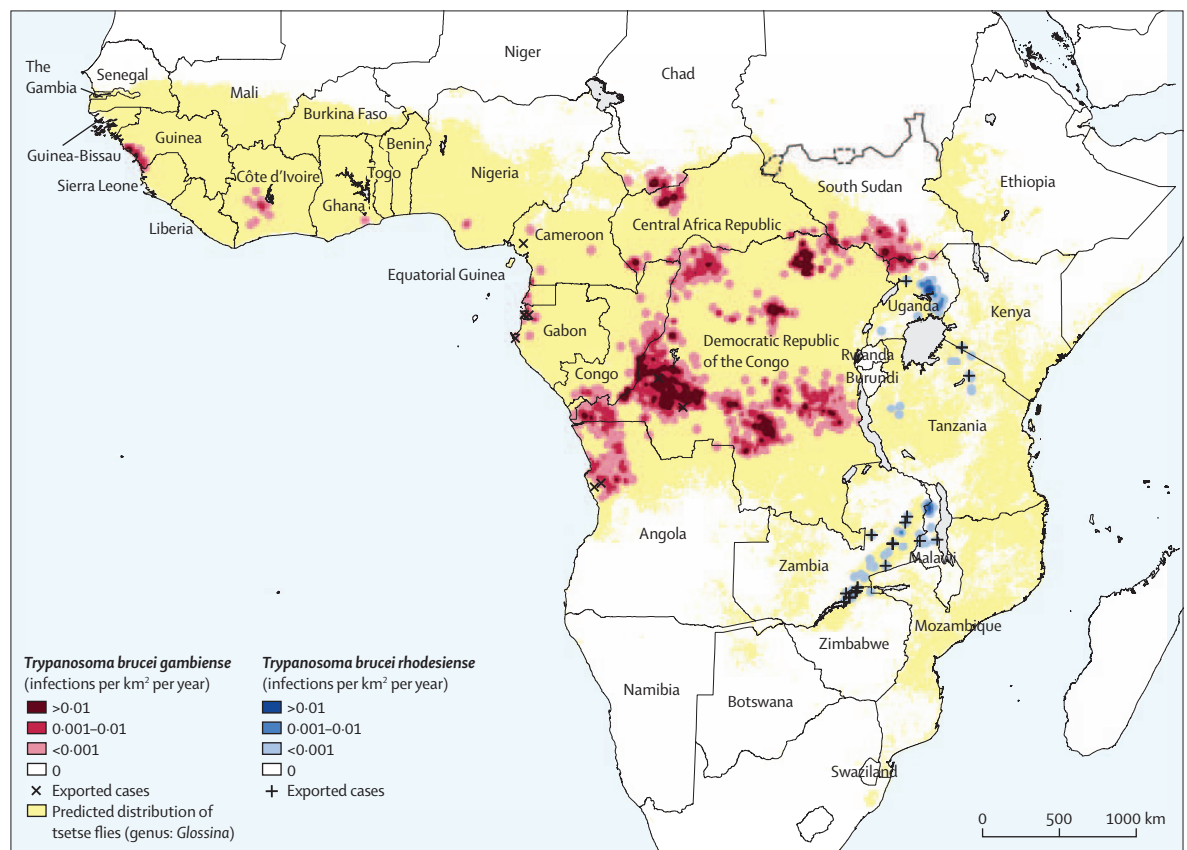 Niger
The
Gambia
Senegal
Mali
Chad
Burkina Faso
Guinea
Benin
Guinea-Bissau
Nigeria
Togo
Côte d'Ivoire
Sierra Leone
Ghana
South Sudan
Ethiopia
Liberia
Central Africa Republic
Cameroon
Equatorial Guinea
Uganda
Kenya
Gabon
Democratic Republic
of the Congo
Rwanda
Congo
Burundi
Tanzania
Angola
Malawi
Zambia
Mozambique
Zimbabwe
Namibia
Botswana
Swaziland
Trypanosoma brucei gambiense
(infections per km² per year)
>0·01
0·001–0·01
<0·001
0
Exported cases
Predicted distribution of
tsetse flies (genus: Glossina)
Trypanosoma brucei rhodesiense
(infections per km² per year)
>0·01
0·001–0·01
<0·001
0
Exported cases
0 500 1000 km